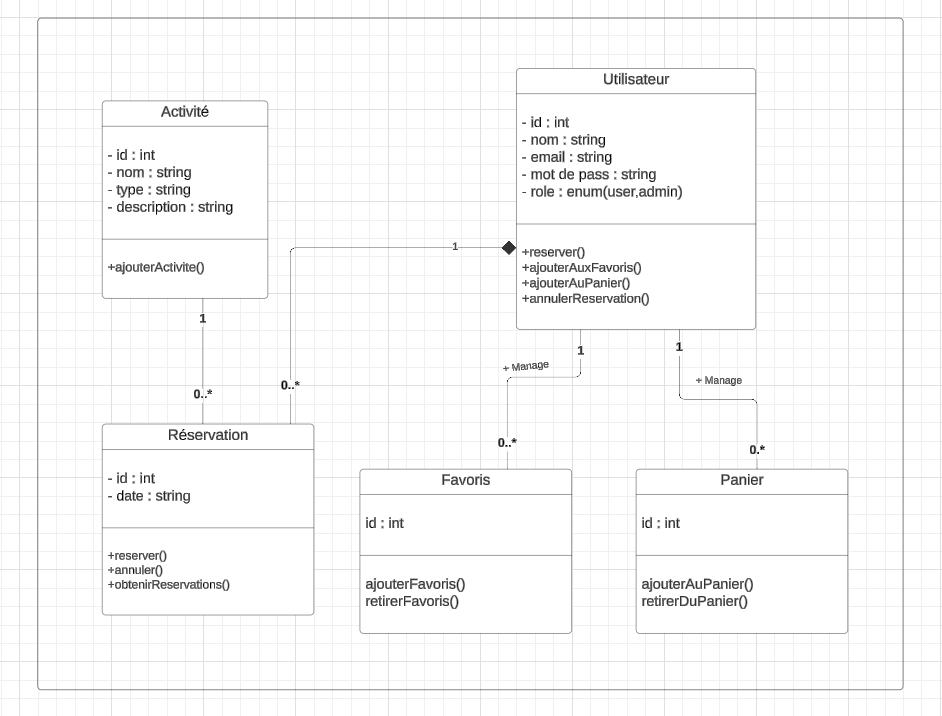 Activité
- id : int
- nom : string
- type : string
- description : string
+ajouterActivite()
1
0..*
Utilisateur
- id : int
- nom : string
- email : string
- mot de pass : string
- role : enum(user,admin)
+reserver()
+ajouterAuxFavoris()
+ajouterAuPanier()
+annulerReservation()
1
0..*
1
+ Manage
0..*
1
+ Manage
0.*
Réservation
- id : int
- date : string
+reserver()
+annuler()
+obtenirReservations()
Favoris
id : int
ajouterFavoris()
retirerFavoris()
Panier
id : int
ajouterAuPanier()
retirerDuPanier()